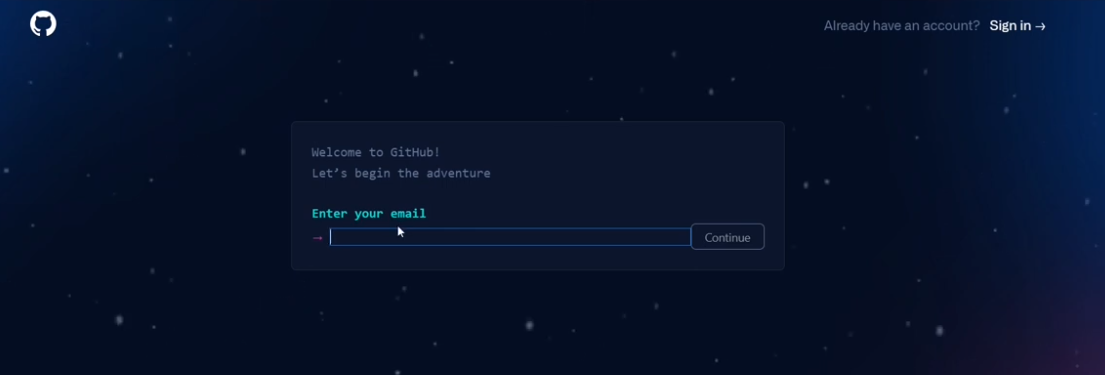 Already have an account? Sign in →
Welcome to GitHub!
Let's begin the adventure
Enter your email
→
Continue